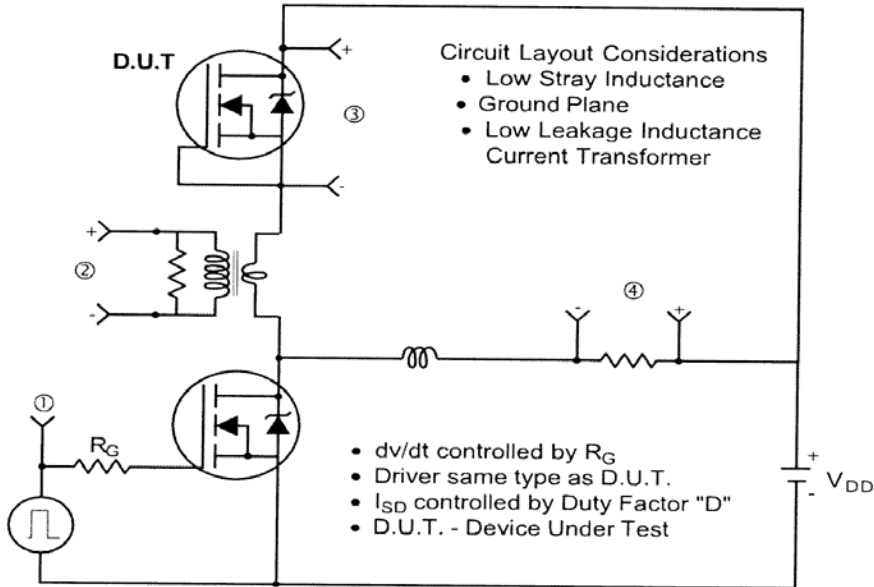 D.U.T
+
③
-
Circuit Layout Considerations
• Low Stray Inductance
• Ground Plane
• Low Leakage Inductance
Current Transformer
+
②
-
④
-
+
①
R_G
• dv/dt controlled by R_G
• Driver same type as D.U.T.
• I_SD controlled by Duty Factor "D"
• D.U.T. - Device Under Test
+
-
V_DD